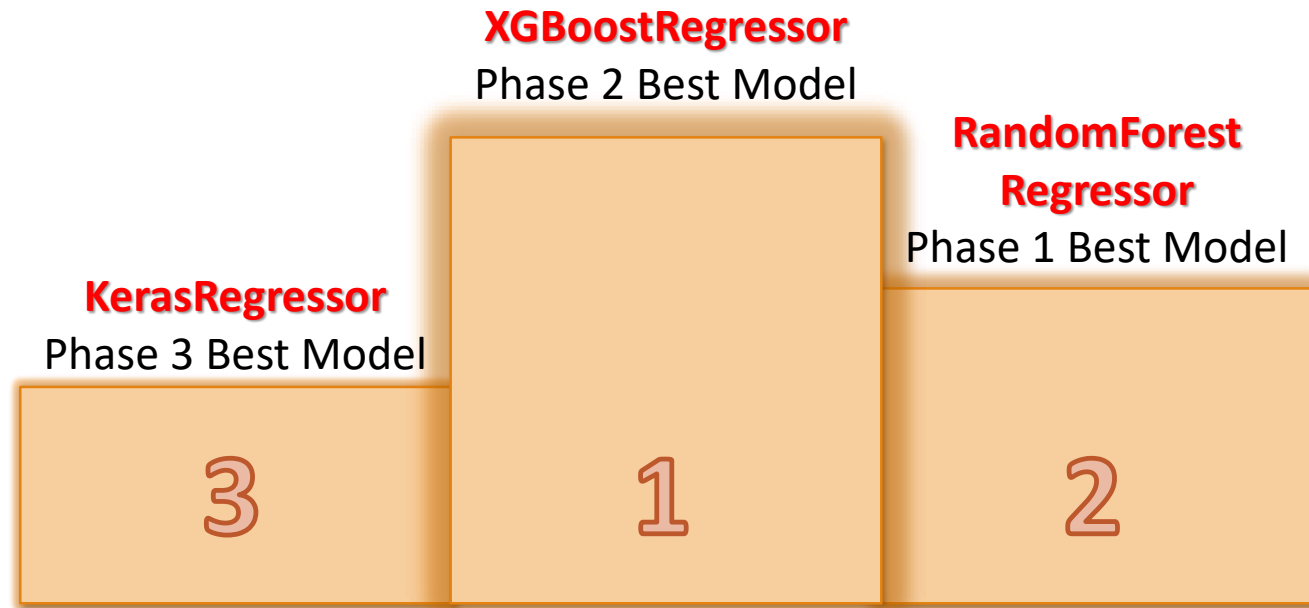 XGBoostRegressor
Phase 2 Best Model
RandomForest
Regressor
Phase 1 Best Model
KerasRegressor
Phase 3 Best Model
3
1
2